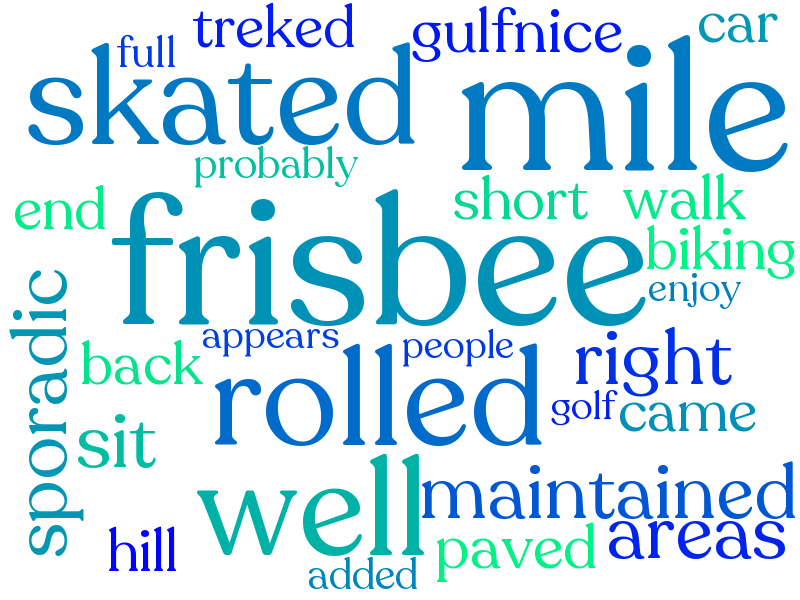 treked
gulfnice
car
full
skated
mile
probably
end
short
walk
frisbee
biking
enjoy
sporadic
appears
people
back
rolled
right
golf
came
sit
well
maintained
hill
paved
areas
added